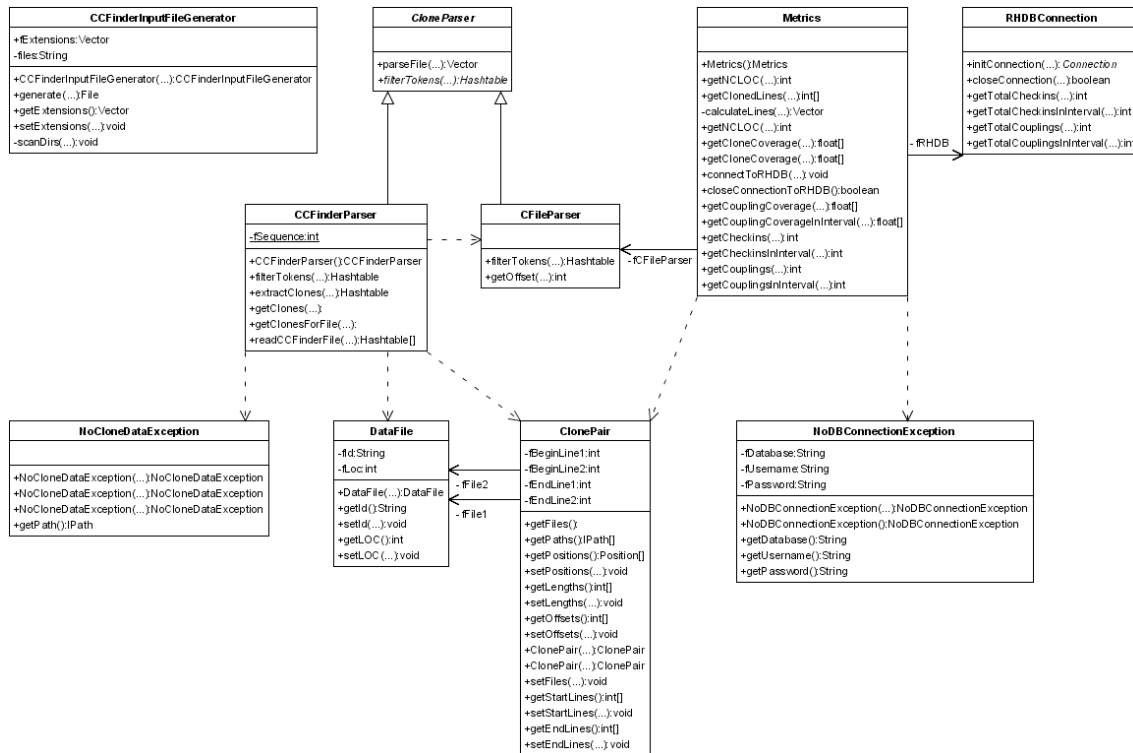 CCFinderInputFileGenerator
+fExtensions:Vector
-files:String
+CCFinderInputFileGenerator(...):CCFinderInputFileGenerator
+generate(...):File
+getExtensions():Vector
+setExtensions(...):void
-scanDirs(...):void
CloneParser
+parseFile(...):Vector
+filterTokens(...):Hashtable
Metrics
+Metrics():Metrics
+getNCLOC(...):int
+getClonedLines(...):int[]
-calculateLines(...):Vector
+getNCLOC(...):int
+getCloneCoverage(...):float[]
+getCloneCoverage(...):float[]
+connectToRHDB(...):void
+closeConnectionToRHDB():boolean
+getCouplingCoverage(...):float[]
+getCouplingCoverageInInterval(...):float[]
+getCheckins(...):int
+getCheckinsInInterval(...):int
+getCouplings(...):int
+getCouplingsInInterval(...):int
RHDBConnection
+initConnection(...):Connection
+closeConnection(...):boolean
+getTotalCheckins(...):int
+getTotalCheckinsInInterval(...):int
+getTotalCouplings(...):int
+getTotalCouplingsInInterval(...):int
-fRHDB
CCFinderParser
-fSequence:int
+CCFinderParser():CCFinderParser
+filterTokens(...):Hashtable
+extractClones(...):Hashtable
+getClones(...):
+getClonesForFile(...):
+readCCFinderFile(...):Hashtable[]
CFileParser
+filterTokens(...):Hashtable
+getOffset(...):int
-fCFileParser
NoCloneDataException
+NoCloneDataException(...):NoCloneDataException
+NoCloneDataException(...):NoCloneDataException
+NoCloneDataException(...):NoCloneDataException
+getPath():IPath
DataFile
-fId:String
-fLoc:int
+DataFile(...):DataFile
+getId():String
+setId(...):void
+getLOC():int
+setLOC(...):void
-fFile2
-fFile1
ClonePair
-fBeginLine1:int
-fBeginLine2:int
-fEndLine1:int
-fEndLine2:int
+getFiles():
+getPaths():IPath[]
+getPositions():Position[]
+setPositions(...):void
+getLengths():int[]
+setLengths(...):void
+getOffsets():int[]
+setOffsets(...):void
+ClonePair(...):ClonePair
+ClonePair(...):ClonePair
+setFiles(...):void
+getStartLines():int[]
+setStartLines(...):void
+getEndLines():int[]
+setEndLines(...):void
NoDBConnectionException
-fDatabase:String
-fUsername:String
-fPassword:String
+NoDBConnectionException(...):NoDBConnectionException
+NoDBConnectionException():NoDBConnectionException
+getDatabase():String
+getUsername():String
+getPassword():String